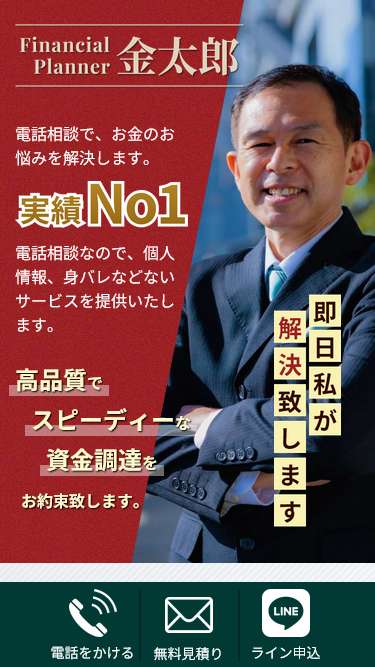 Financial
Planner 金太郎
電話相談で、お金のお
悩みを解決します。
実績No1
電話相談なので、個人
情報、身バレなどない
サービスを提供いたし
ます。
即日私が
解決致します
高品質で
スピーディーな
資金調達を
お約束致します。
LINE
電話をかける
無料見積り
ライン申込